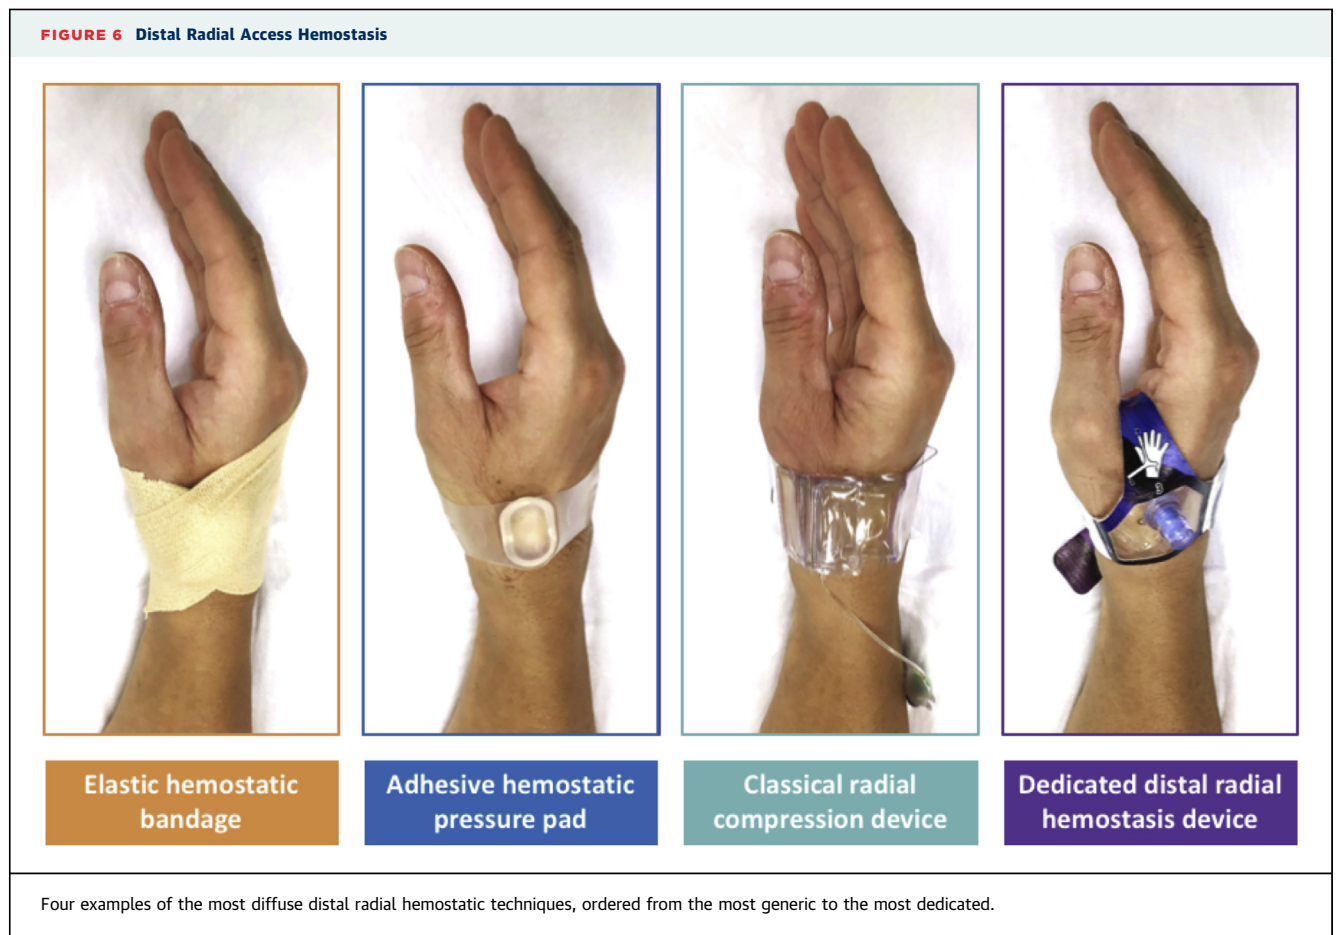 FIGURE 6 Distal Radial Access Hemostasis
Elastic hemostatic
bandage
Adhesive hemostatic
pressure pad
Classical radial
compression device
Dedicated distal radial
hemostasis device
Four examples of the most diffuse distal radial hemostatic techniques, ordered from the most generic to the most dedicated.